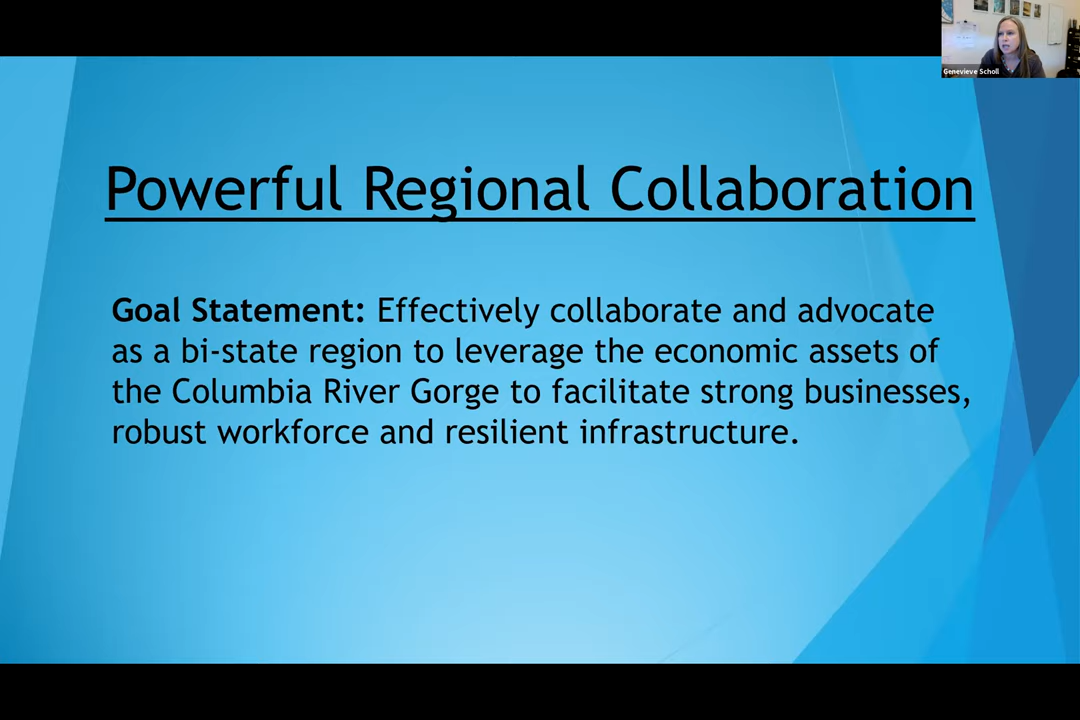 Genevieve Scholl
Powerful Regional Collaboration
Goal Statement: Effectively collaborate and advocate
as a bi-state region to leverage the economic assets of
the Columbia River Gorge to facilitate strong businesses,
robust workforce and resilient infrastructure.